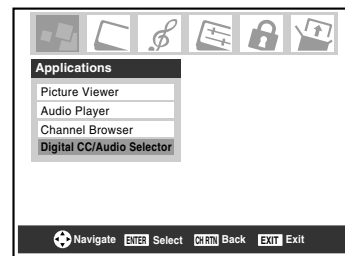 Applications
Picture Viewer
Audio Player
Channel Browser
Digital CC/Audio Selector
Navigate ENTER Select CH RTN Back EXIT Exit